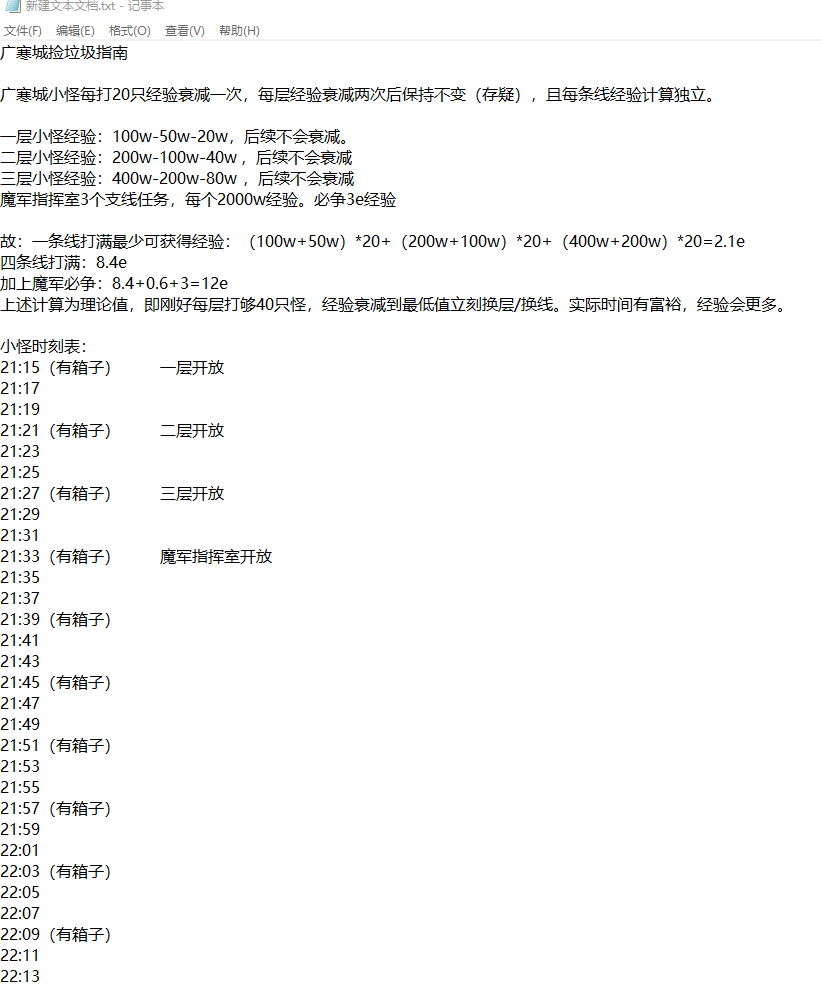 新建文本文档.txt - 记事本
文件(F) 编辑(E) 格式(O) 查看(V) 帮助(H)
广寒城捡垃圾指南
广寒城小怪每打20只经验衰减一次，每层经验衰减两次后保持不变（存疑），且每条线经验计算独立。
一层小怪经验：100w-50w-20w，后续不会衰减。
二层小怪经验：200w-100w-40w ，后续不会衰减
三层小怪经验：400w-200w-80w ，后续不会衰减
魔军指挥室3个支线任务，每个2000w经验。必争3e经验
故：一条线打满最少可获得经验：（100w+50w）*20+（200w+100w）*20+（400w+200w）*20=2.1e
四条线打满：8.4e
加上魔军必争：8.4+0.6+3=12e
上述计算为理论值，即刚好每层打够40只怪，经验衰减到最低值立刻换层/换线。实际时间有富裕，经验会更多。
小怪时刻表：
21:15（有箱子） 一层开放
21:17
21:19
21:21（有箱子） 二层开放
21:23
21:25
21:27（有箱子） 三层开放
21:29
21:31
21:33（有箱子） 魔军指挥室开放
21:35
21:37
21:39（有箱子）
21:41
21:43
21:45（有箱子）
21:47
21:49
21:51（有箱子）
21:53
21:55
21:57（有箱子）
21:59
22:01
22:03（有箱子）
22:05
22:07
22:09（有箱子）
22:11
22:13